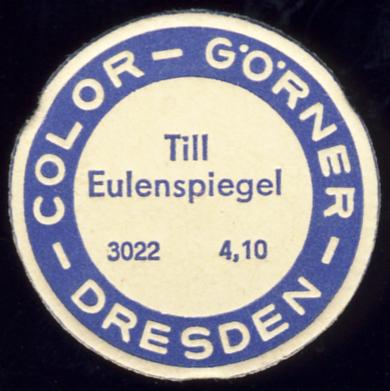 COLOR – GÖRNER – DRESDEN –
Till
Eulenspiegel
3022 4,10